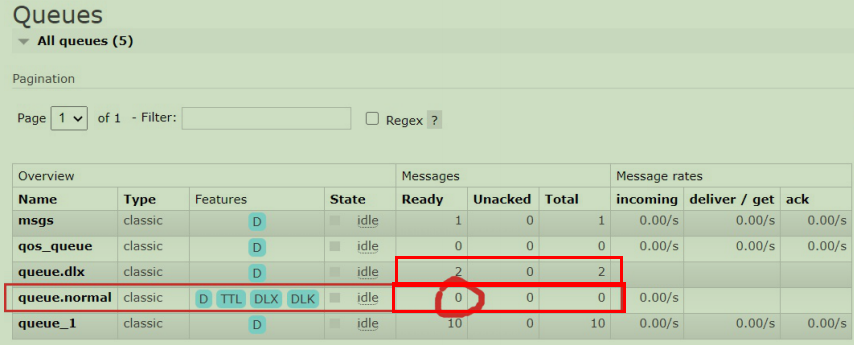 Queues
All queues (5)
Pagination
Page 1 of 1 - Filter: Regex ?
Overview Messages Message rates
Name Type Features State Ready Unacked Total incoming deliver / get ack
msgs classic D idle 1 0 1 0.00/s 0.00/s 0.00/s
qos_queue classic D idle 0 0 0 0.00/s 0.00/s 0.00/s
queue.dlx classic D idle 2 0 2
queue.normal classic D TTL DLX DLK idle 0 0 0 0.00/s
queue_1 classic D idle 10 0 10 0.00/s 0.00/s 0.00/s